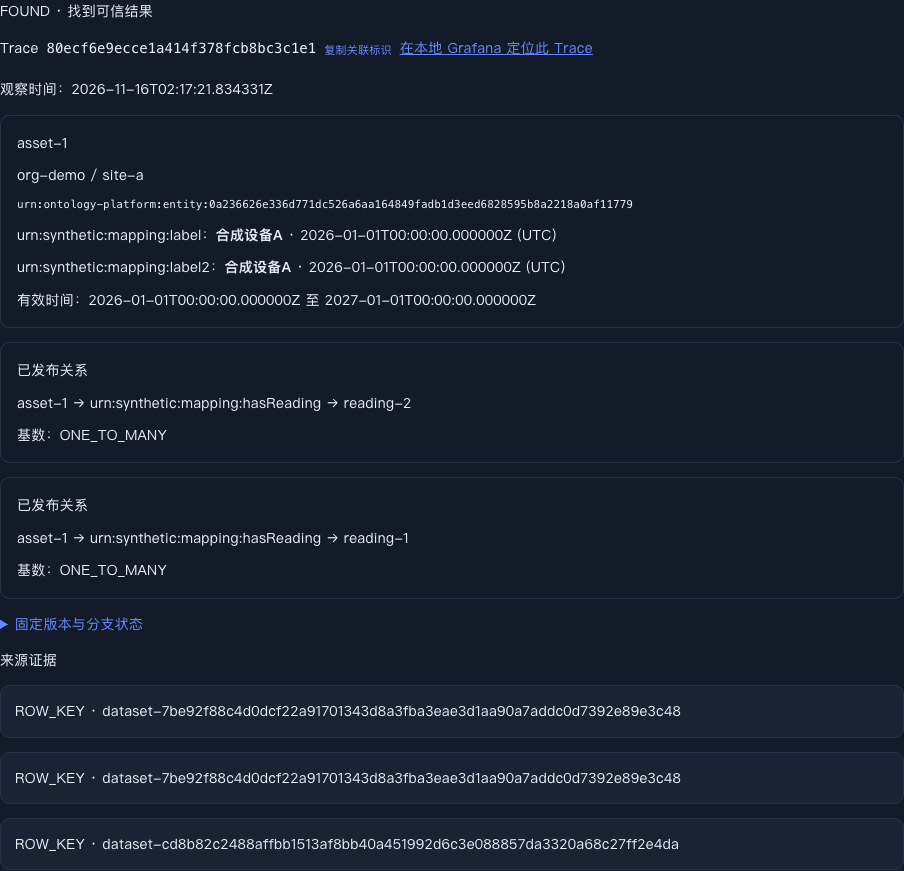 FOUND · 找到可信结果
Trace 80ecf6e9ecce1a414f378fcb8bc3c1e1 复制关联标识 在本地 Grafana 定位此 Trace
观察时间：2026-11-16T02:17:21.834331Z
asset-1
org-demo / site-a
urn:ontology-platform:entity:0a236626e336d771dc526a6aa164849fadb1d3eed6828595b8a2218a0af11779
urn:synthetic:mapping:label：合成设备A · 2026-01-01T00:00:00.000000Z (UTC)
urn:synthetic:mapping:label2：合成设备A · 2026-01-01T00:00:00.000000Z (UTC)
有效时间：2026-01-01T00:00:00.000000Z 至 2027-01-01T00:00:00.000000Z
已发布关系
asset-1 → urn:synthetic:mapping:hasReading → reading-2
基数：ONE_TO_MANY
已发布关系
asset-1 → urn:synthetic:mapping:hasReading → reading-1
基数：ONE_TO_MANY
▶ 固定版本与分支状态
来源证据
ROW_KEY · dataset-7be92f88c4d0dcf22a91701343d8a3fba3eae3d1aa90a7addc0d7392e89e3c48
ROW_KEY · dataset-7be92f88c4d0dcf22a91701343d8a3fba3eae3d1aa90a7addc0d7392e89e3c48
ROW_KEY · dataset-cd8b82c2488affbb1513af8bb40a451992d6c3e088857da3320a68c27ff2e4da